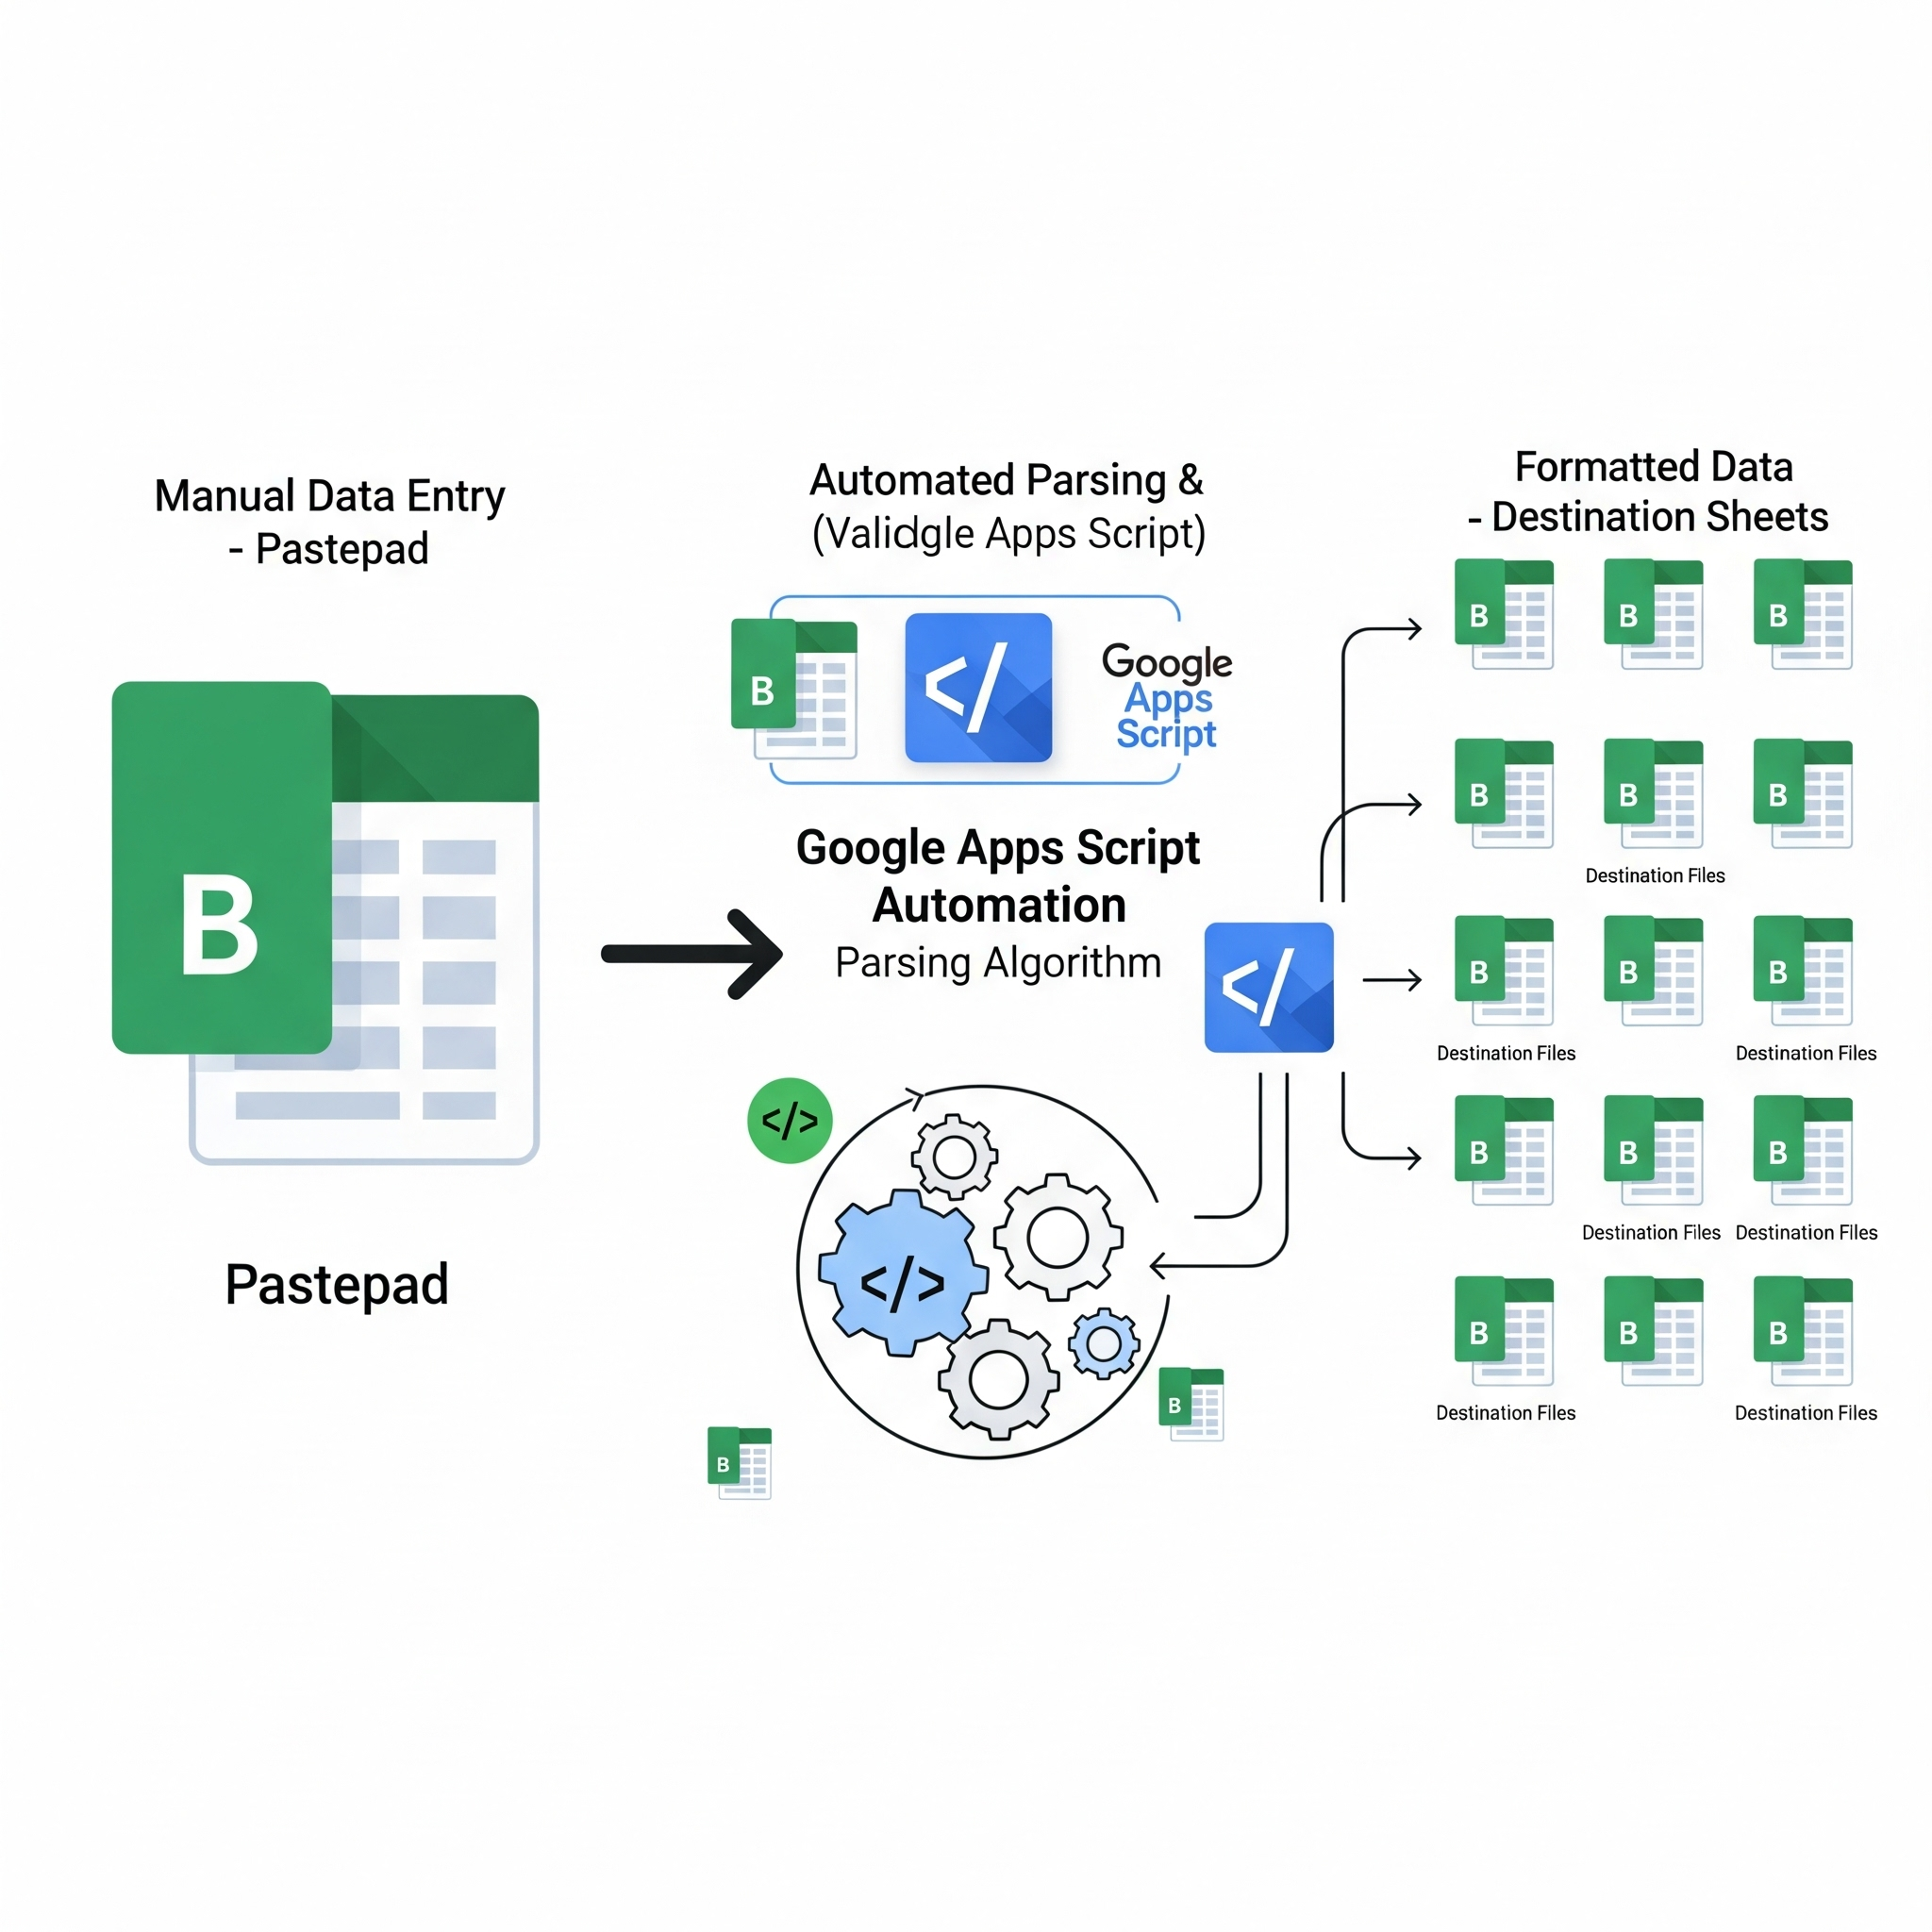 Manual Data Entry
- Pastepad
B
Pastepad
Automated Parsing &
(Validgle Apps Script)
B
</
Google
Apps
Script
Google Apps Script
Automation
Parsing Algorithm
</
</>
</>
B
B
Formatted Data
- Destination Sheets
B B B
B B B
Destination Files
B B B
Destination Files Destination Files
B B B
Destination Files Destination Files
B B B
Destination Files Destination Files